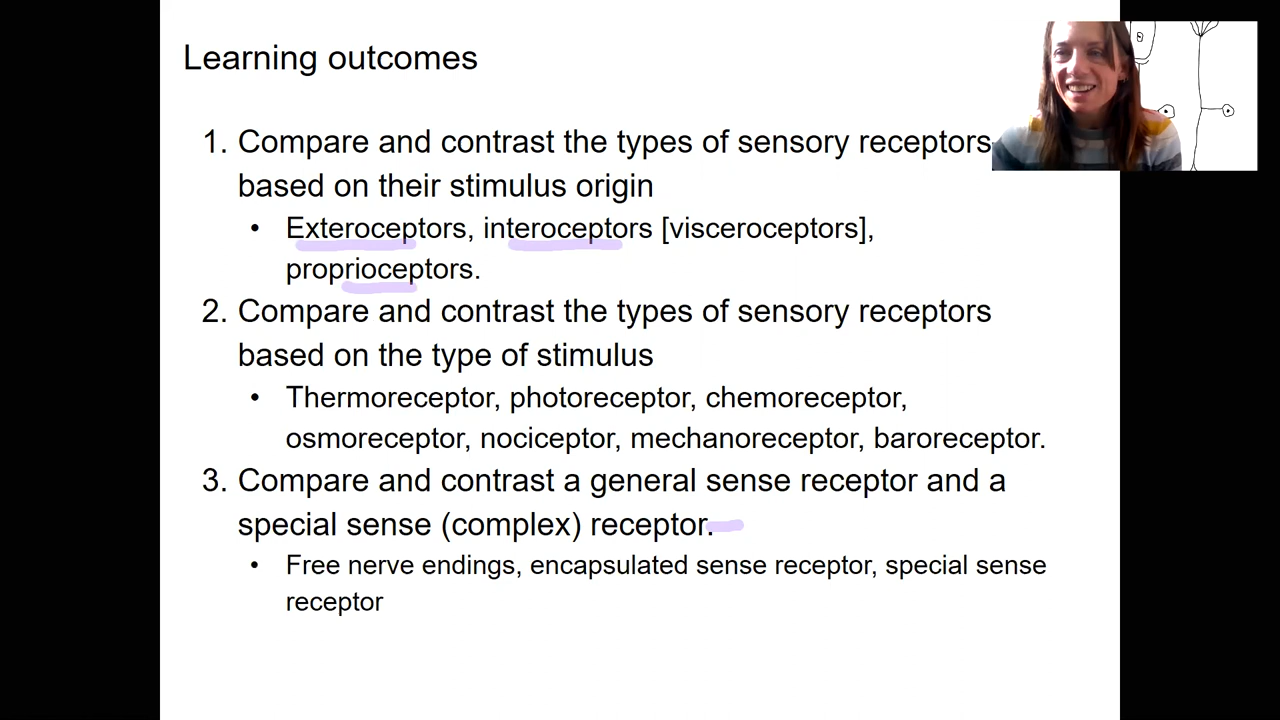 Learning outcomes
1. Compare and contrast the types of sensory receptors
based on their stimulus origin
• Exteroceptors, interoceptors [visceroceptors],
proprioceptors.
2. Compare and contrast the types of sensory receptors
based on the type of stimulus
• Thermoreceptor, photoreceptor, chemoreceptor,
osmoreceptor, nociceptor, mechanoreceptor, baroreceptor.
3. Compare and contrast a general sense receptor and a
special sense (complex) receptor.
• Free nerve endings, encapsulated sense receptor, special sense
receptor